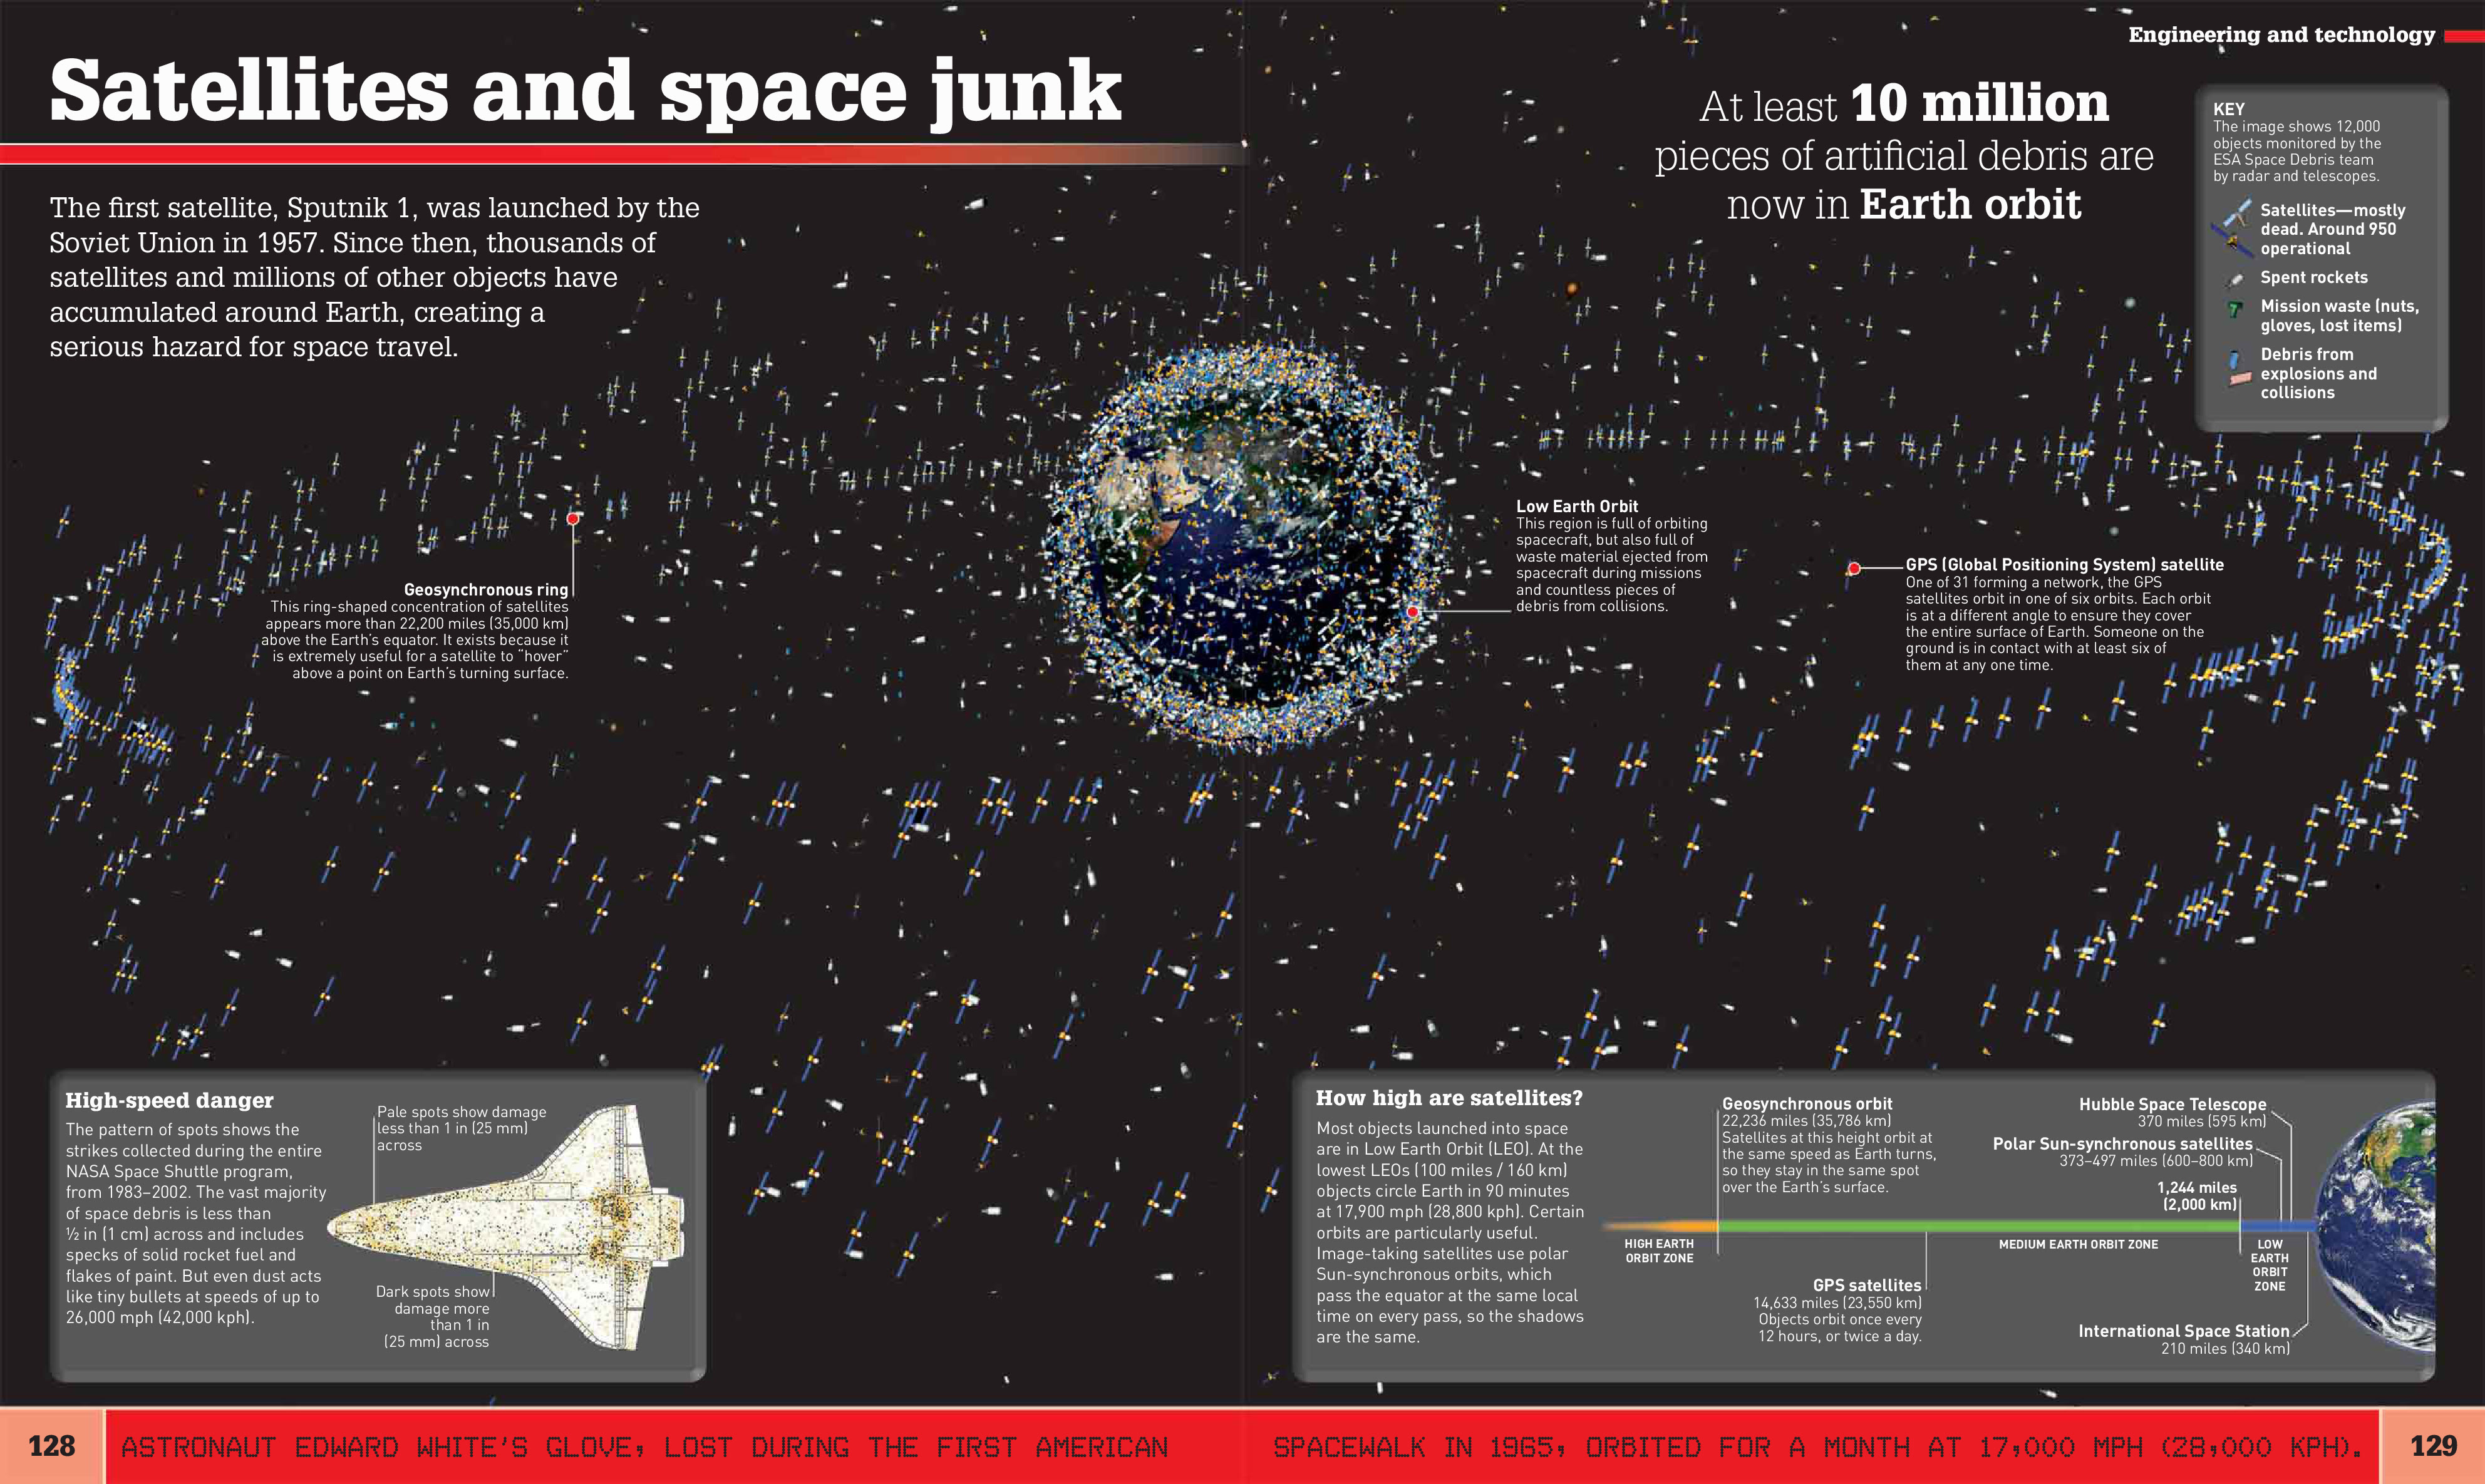 Engineering and technology
Satellites and space junk
The first satellite, Sputnik 1, was launched by the
Soviet Union in 1957. Since then, thousands of
satellites and millions of other objects have
accumulated around Earth, creating a
serious hazard for space travel.
At least 10 million
pieces of artificial debris are
now in Earth orbit
KEY
The image shows 12,000
objects monitored by the
ESA Space Debris team
by radar and telescopes.
Satellites—mostly
dead. Around 950
operational
Spent rockets
Mission waste (nuts,
gloves, lost items)
Debris from
explosions and
collisions
Geosynchronous ring
This ring-shaped concentration of satellites
appears more than 22,200 miles (35,000 km)
above the Earth's equator. It exists because it
is extremely useful for a satellite to "hover"
above a point on Earth's turning surface.
Low Earth Orbit
This region is full of orbiting
spacecraft, but also full of
waste material ejected from
spacecraft during missions
and countless pieces of
debris from collisions.
GPS (Global Positioning System) satellite
One of 31 forming a network, the GPS
satellites orbit in one of six orbits. Each orbit
is at a different angle to ensure they cover
the entire surface of Earth. Someone on the
ground is in contact with at least six of
them at any one time.
High-speed danger
The pattern of spots shows the
strikes collected during the entire
NASA Space Shuttle program,
from 1983–2002. The vast majority
of space debris is less than
½ in (1 cm) across and includes
specks of solid rocket fuel and
flakes of paint. But even dust acts
like tiny bullets at speeds of up to
26,000 mph (42,000 kph).
Pale spots show damage
less than 1 in (25 mm)
across
Dark spots show
damage more
than 1 in
(25 mm) across
How high are satellites?
Most objects launched into space
are in Low Earth Orbit (LEO). At the
lowest LEOs (100 miles / 160 km)
objects circle Earth in 90 minutes
at 17,900 mph (28,800 kph). Certain
orbits are particularly useful.
Image-taking satellites use polar
Sun-synchronous orbits, which
pass the equator at the same local
time on every pass, so the shadows
are the same.
Geosynchronous orbit
22,236 miles (35,786 km)
Satellites at this height orbit at
the same speed as Earth turns,
so they stay in the same spot
over the Earth's surface.
Hubble Space Telescope
370 miles (595 km)
Polar Sun-synchronous satellites
373–497 miles (600–800 km)
1,244 miles
(2,000 km)
HIGH EARTH
ORBIT ZONE
MEDIUM EARTH ORBIT ZONE
LOW
EARTH
ORBIT
ZONE
GPS satellites
14,633 miles (23,550 km)
Objects orbit once every
12 hours, or twice a day.
International Space Station
210 miles (340 km)
128
ASTRONAUT EDWARD WHITE'S GLOVE, LOST DURING THE FIRST AMERICAN
SPACEWALK IN 1965, ORBITED FOR A MONTH AT 17,000 MPH (28,000 KPH).
129